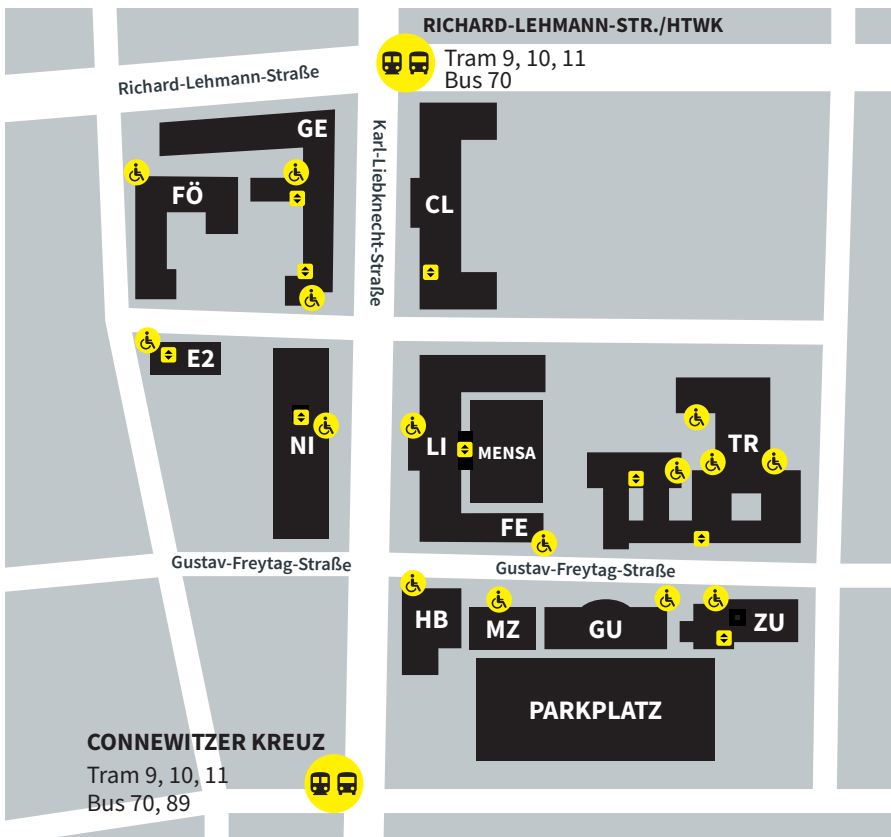 RICHARD-LEHMANN-STR./HTWK
Tram 9, 10, 11
Bus 70
Richard-Lehmann-Straße
Karl-Liebknecht-Straße
GE
FÖ
CL
E2
NI
LI
MENSA
TR
FE
Gustav-Freytag-Straße
Gustav-Freytag-Straße
HB
MZ
GU
ZU
PARKPLATZ
CONNEWITZER KREUZ
Tram 9, 10, 11
Bus 70, 89